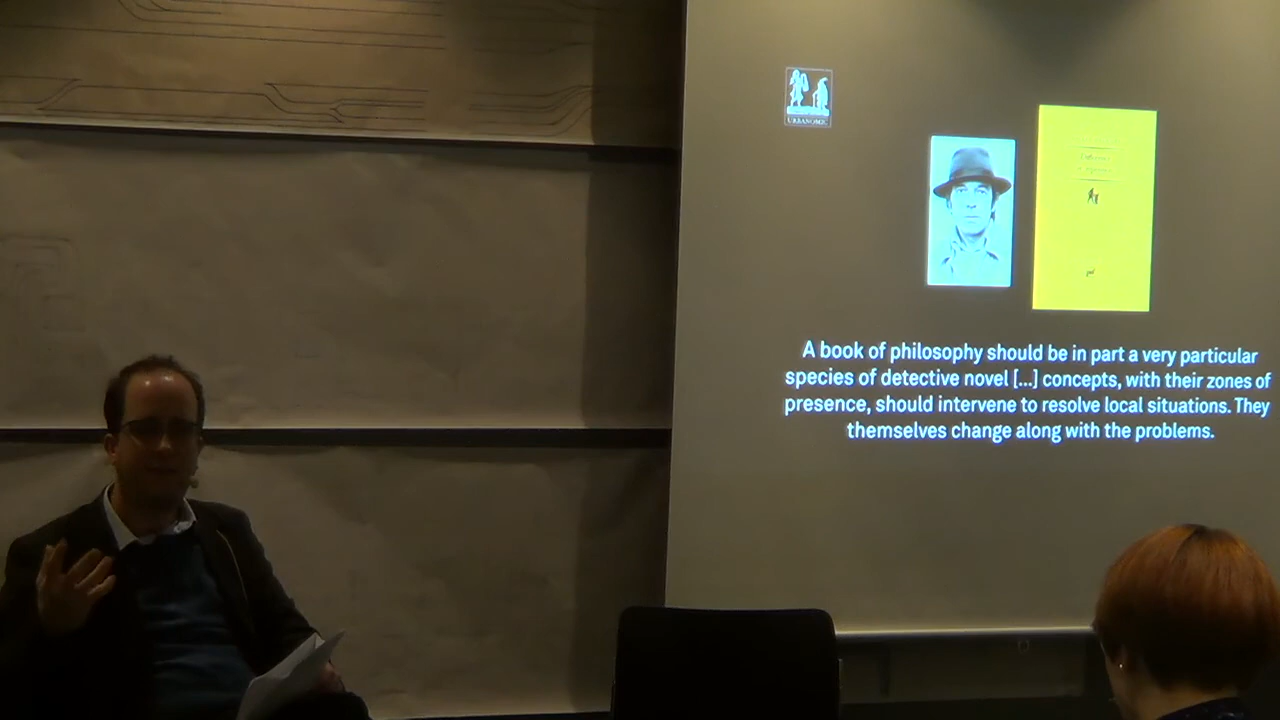 URBANOMIC
A book of philosophy should be in part a very particular
species of detective novel [...] concepts, with their zones of
presence, should intervene to resolve local situations. They
themselves change along with the problems.